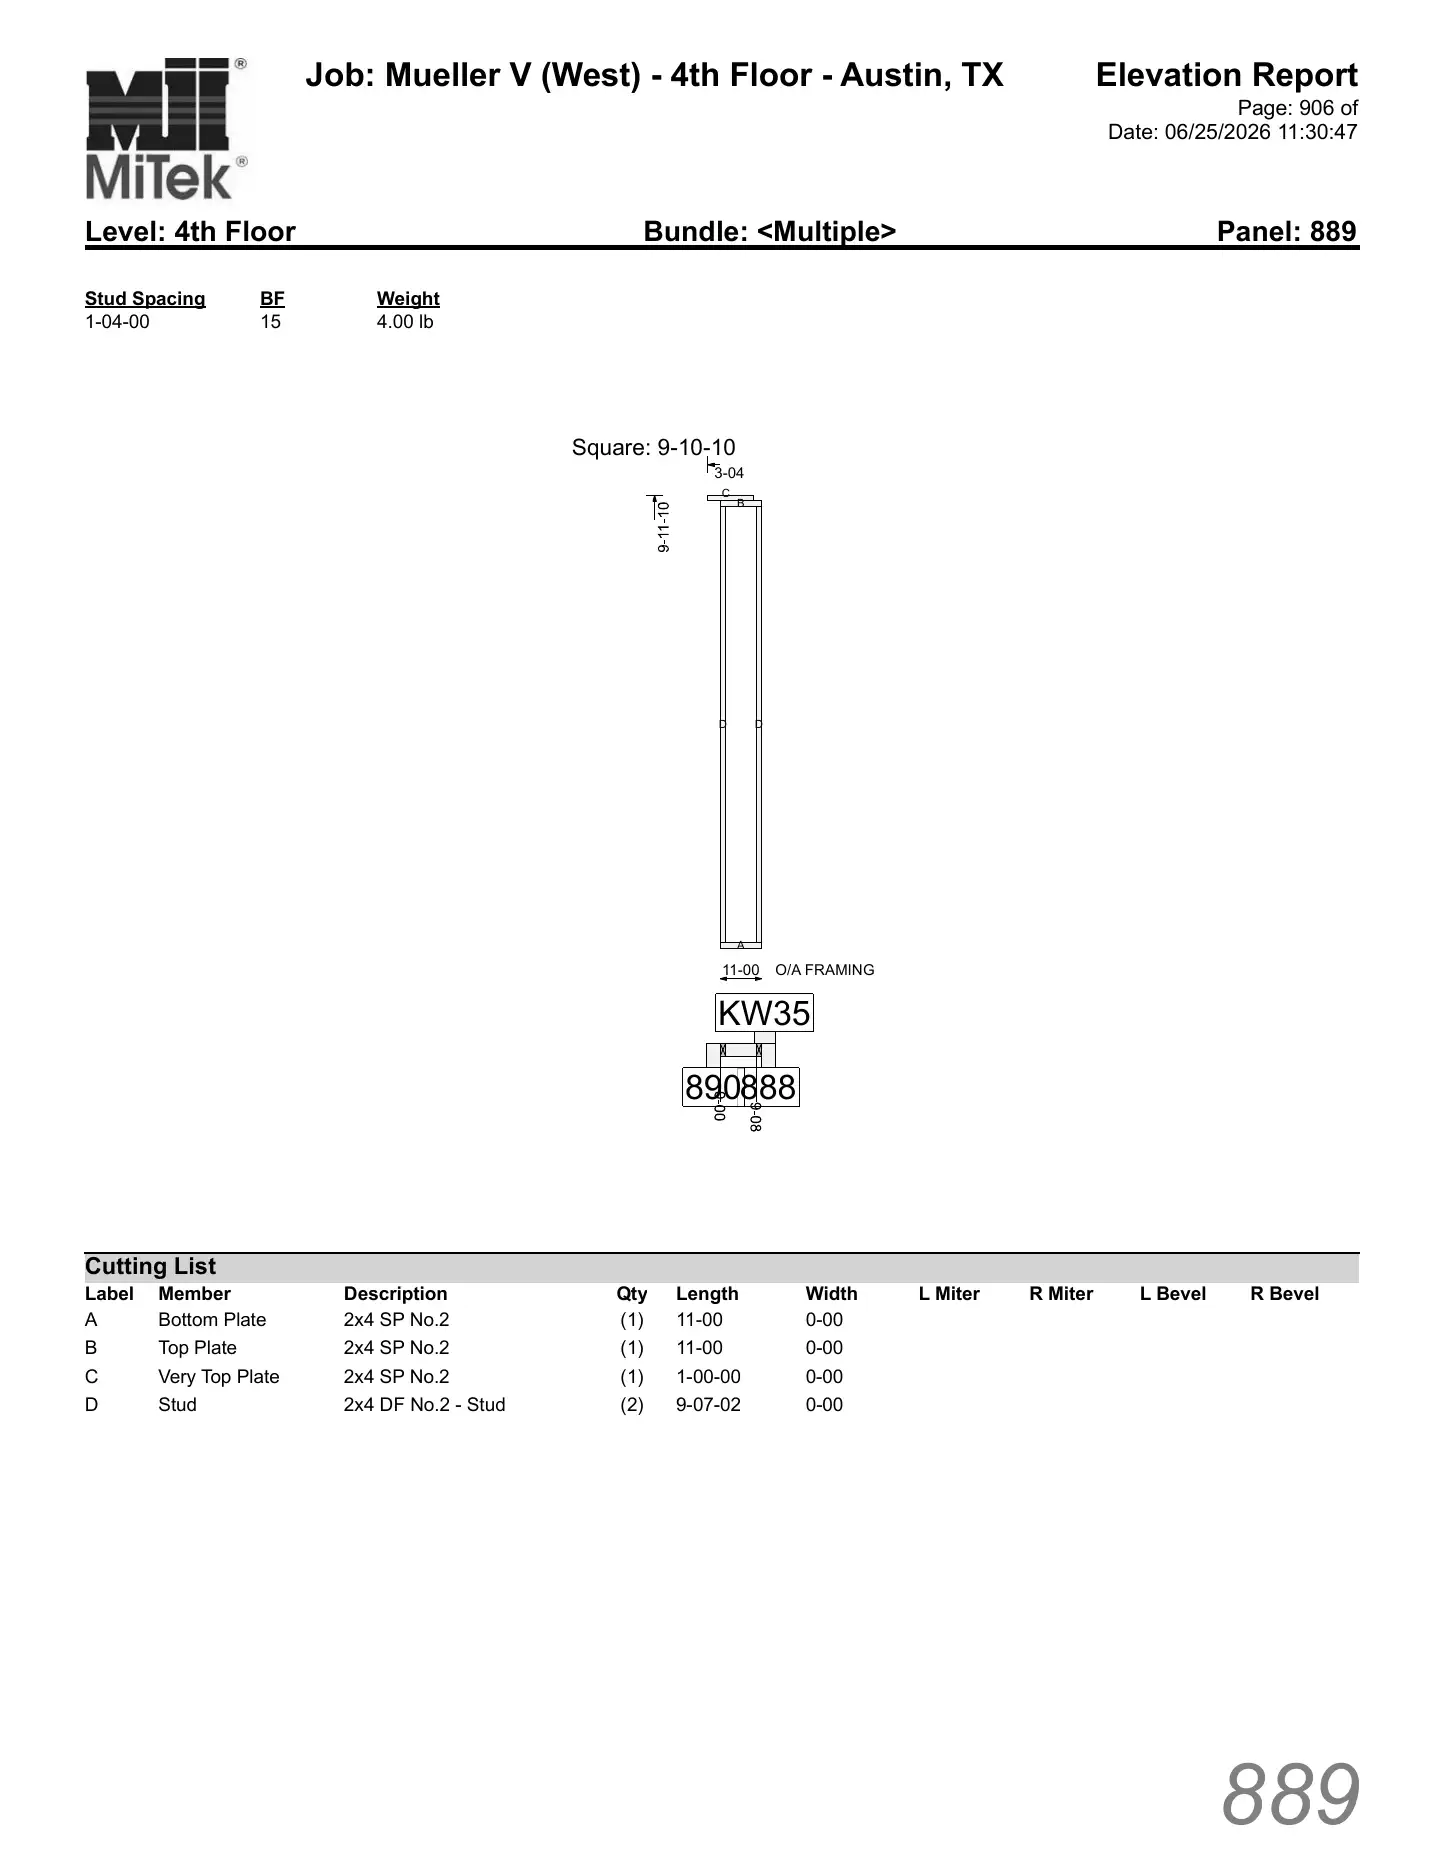 Job: Mueller V (West) - 4th Floor - Austin, TX
Elevation Report
Page: 906 of
Date: 06/25/2026 11:30:47
MiTek®
Level: 4th Floor Bundle: <Multiple> Panel: 889
Stud Spacing BF Weight
1-04-00 15 4.00 lb
Square: 9-10-10
3-04
C
B
9-11-10
D D
A
11-00 O/A FRAMING
KW35
890 888
9-08
Cutting List
Label Member Description Qty Length Width L Miter R Miter L Bevel R Bevel
A Bottom Plate 2x4 SP No.2 (1) 11-00 0-00
B Top Plate 2x4 SP No.2 (1) 11-00 0-00
C Very Top Plate 2x4 SP No.2 (1) 1-00-00 0-00
D Stud 2x4 DF No.2 - Stud (2) 9-07-02 0-00
889